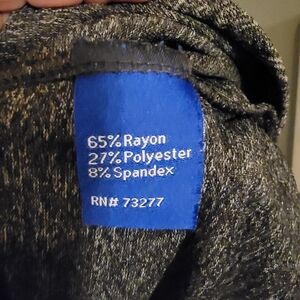 65% Rayon
27% Polyester
8% Spandex
RN# 73277